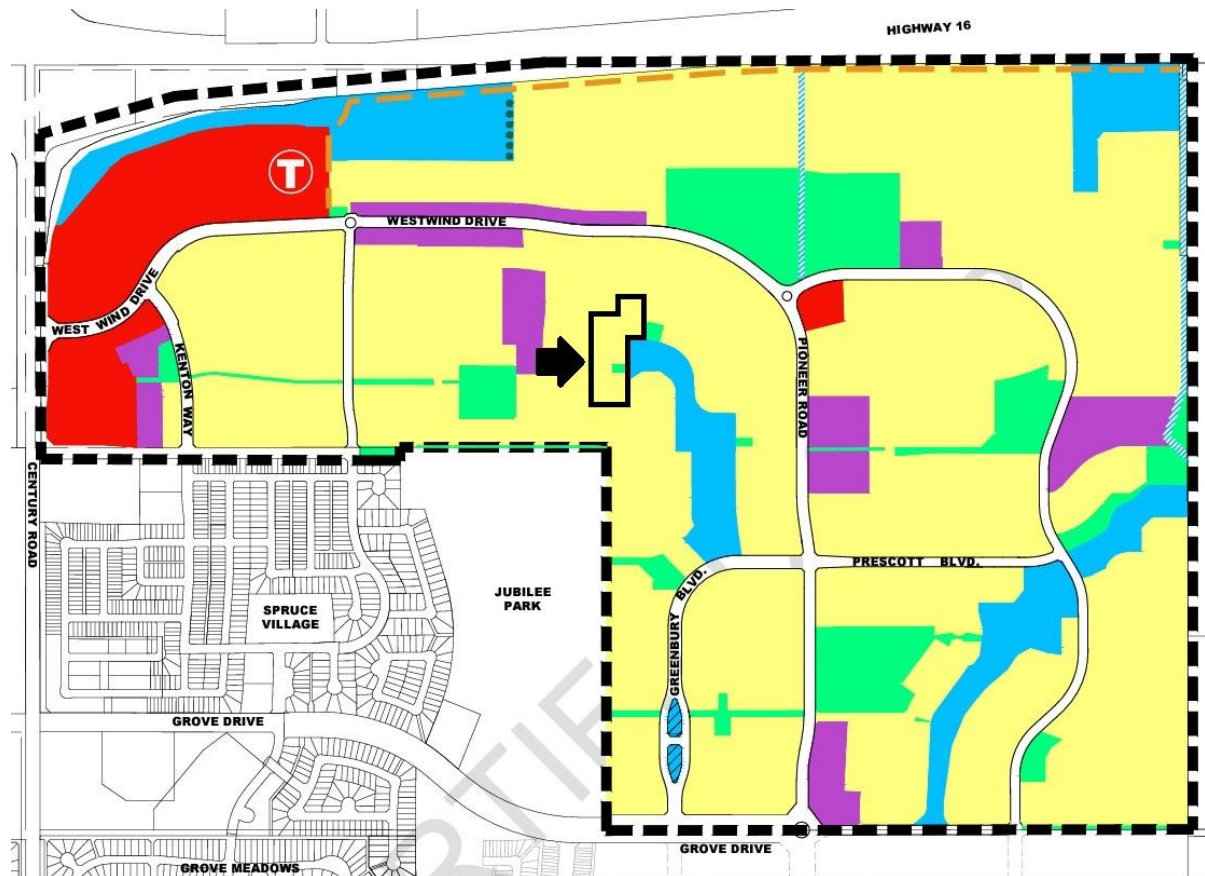 HIGHWAY 16
T
WESTWIND DRIVE
WEST WIND DRIVE
KENTON WAY
PIONEER ROAD
CENTURY ROAD
PRESCOTT BLVD.
GREENBURY BLVD.
JUBILEE
PARK
SPRUCE
VILLAGE
GROVE DRIVE
GROVE DRIVE
GROVE MEADOWS